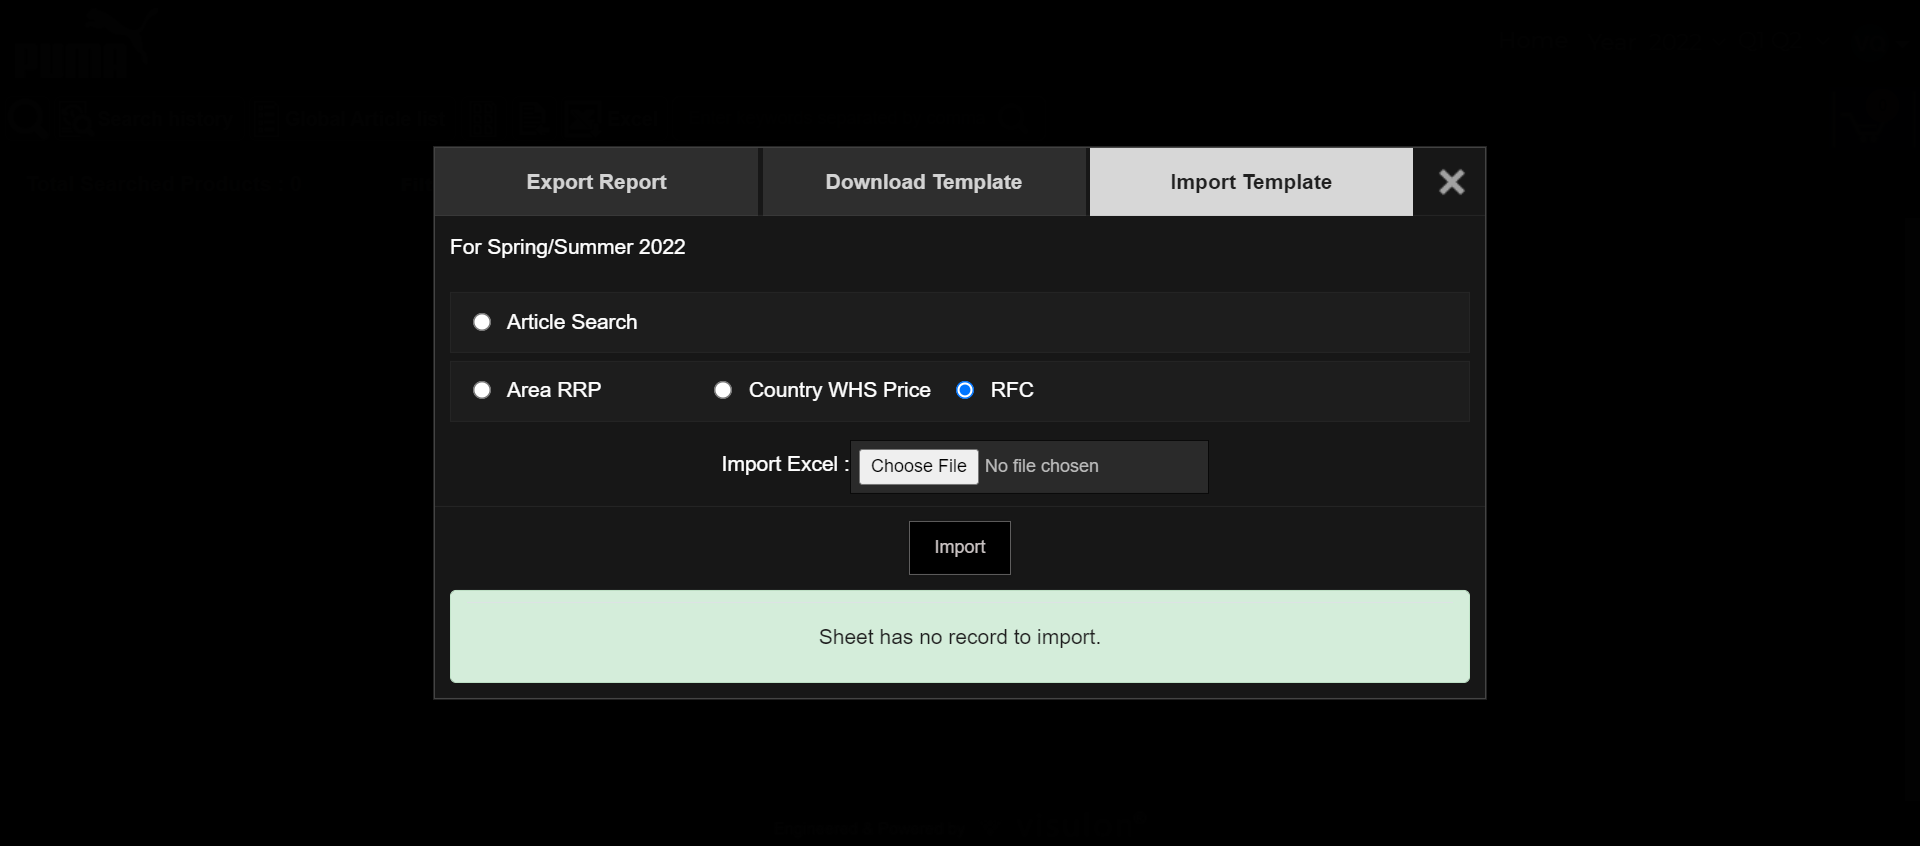 Export Report
Download Template
Import Template
For Spring/Summer 2022
Article Search
Area RRP
Country WHS Price
RFC
Import Excel :
Choose File
No file chosen
Import
Sheet has no record to import.